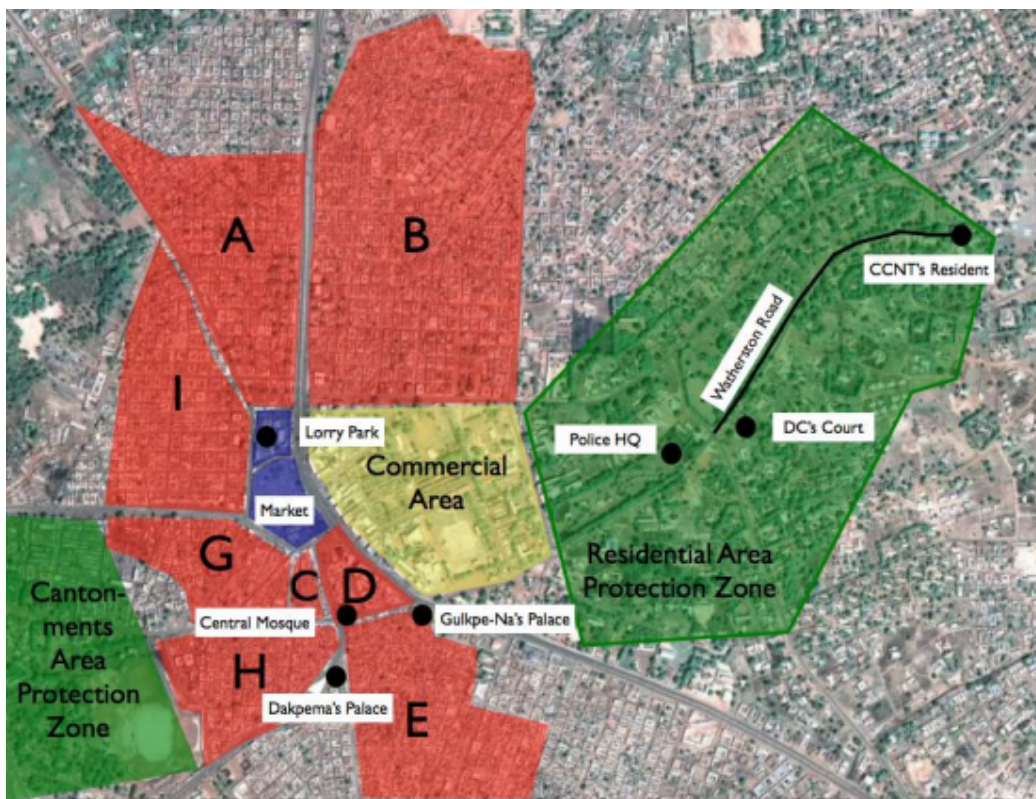 A
B
CCNT's Resident
Watherston Road
I
Lorry Park
Commercial
Area
Police HQ
DC's Court
Market
G
C
D
Residential Area
Protection Zone
Canton-
ments
Area
Protection
Zone
Central Mosque
Gulkpe-Na's Palace
H
Dakpema's Palace
E